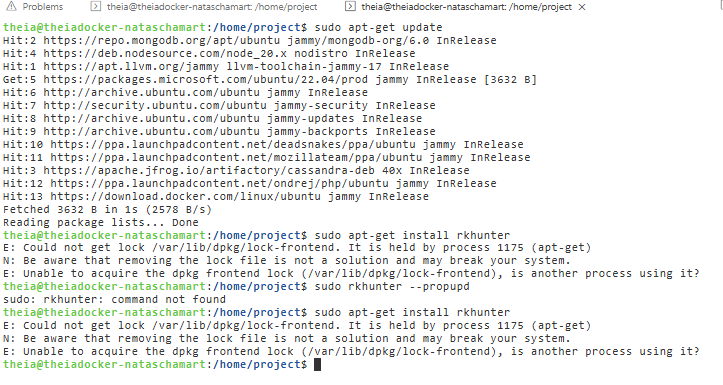 Problems
theia@theiadocker-nataschamart: /home/project
theia@theiadocker-nataschamart: /home/project
theia@theiadocker-nataschamart:/home/project$ sudo apt-get update
Hit:2 https://repo.mongodb.org/apt/ubuntu jammy/mongodb-org/6.0 InRelease
Hit:4 https://deb.nodesource.com/node_20.x nodistro InRelease
Hit:1 https://apt.llvm.org/jammy llvm-toolchain-jammy-17 InRelease
Get:5 https://packages.microsoft.com/ubuntu/22.04/prod jammy InRelease [3632 B]
Hit:6 http://archive.ubuntu.com/ubuntu jammy InRelease
Hit:7 http://security.ubuntu.com/ubuntu jammy-security InRelease
Hit:8 http://archive.ubuntu.com/ubuntu jammy-updates InRelease
Hit:9 http://archive.ubuntu.com/ubuntu jammy-backports InRelease
Hit:10 https://ppa.launchpadcontent.net/deadsnakes/ppa/ubuntu jammy InRelease
Hit:11 https://ppa.launchpadcontent.net/mozillateam/ppa/ubuntu jammy InRelease
Hit:3 https://apache.jfrog.io/artifactory/cassandra-deb 40x InRelease
Hit:12 https://ppa.launchpadcontent.net/ondrej/php/ubuntu jammy InRelease
Hit:13 https://download.docker.com/linux/ubuntu jammy InRelease
Fetched 3632 B in 1s (2578 B/s)
Reading package lists... Done
theia@theiadocker-nataschamart:/home/project$ sudo apt-get install rkhunter
E: Could not get lock /var/lib/dpkg/lock-frontend. It is held by process 1175 (apt-get)
N: Be aware that removing the lock file is not a solution and may break your system.
E: Unable to acquire the dpkg frontend lock (/var/lib/dpkg/lock-frontend), is another process using it?
theia@theiadocker-nataschamart:/home/project$ sudo rkhunter --propupd
sudo: rkhunter: command not found
theia@theiadocker-nataschamart:/home/project$ sudo apt-get install rkhunter
E: Could not get lock /var/lib/dpkg/lock-frontend. It is held by process 1175 (apt-get)
N: Be aware that removing the lock file is not a solution and may break your system.
E: Unable to acquire the dpkg frontend lock (/var/lib/dpkg/lock-frontend), is another process using it?
theia@theiadocker-nataschamart:/home/project$